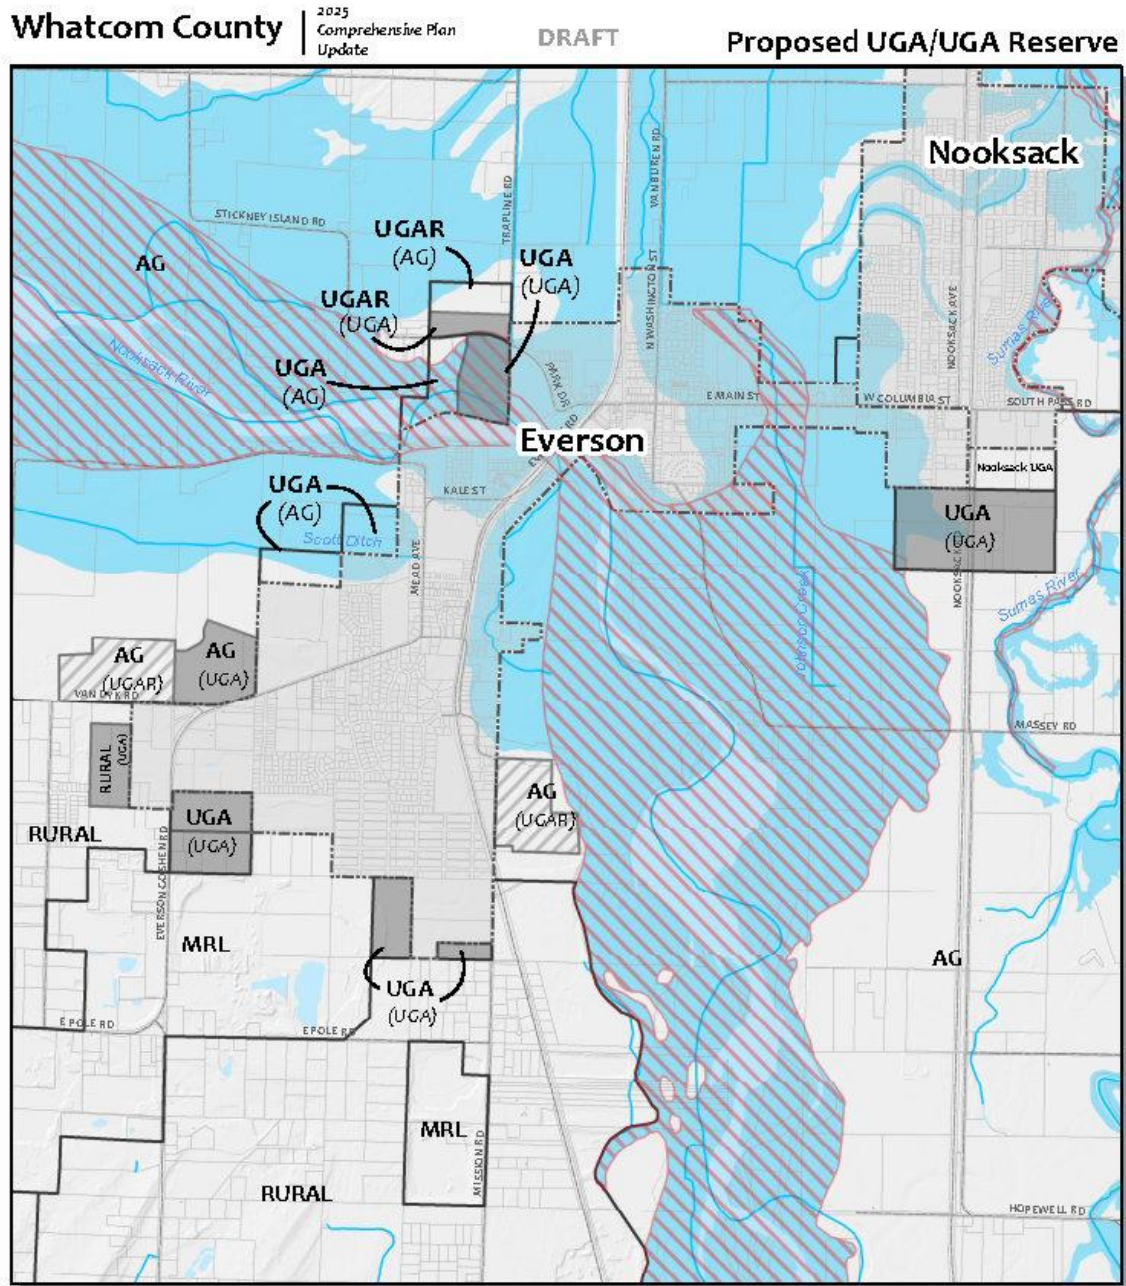 Whatcom County
2025
Comprehensive Plan
Update
DRAFT
Proposed UGA/UGA Reserve
Nooksack
VANBUREN RD
TRAPLINE RD
STICKNEY ISLAND RD
UGAR
(AG)
UGA
(UGA)
AG
UGAR
(UGA)
N WASHINGTON ST
NOOKSACK AVE
Sumas River
Nooksack River
UGA
(AG)
PARK DR
E MAIN ST
W COLUMBIA ST
SOUTH PASS RD
Everson
Nooksack UGA
KALE ST
UGA
(AG)
UGA
(UGA)
Scott Ditch
MEAD AVE
NOOKSACK
Johnson Creek
Sumas River
AG
(UGAR)
AG
(UGA)
VAN DYK RD
MASSEY RD
RURAL
(UGA)
AG
(UGAR)
UGA
(UGA)
RURAL
EVERSON GOSHEN RD
MRL
AG
UGA
(UGA)
E POLE RD
E POLE RD
MRL
MISSION RD
RURAL
HOPEWELL RD